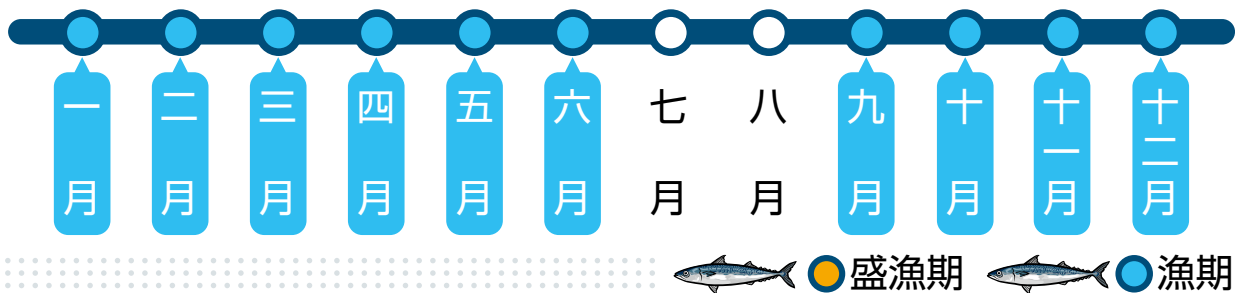 一月
二月
三月
四月
五月
六月
七月
八月
九月
十月
十一月
十二月
盛漁期
漁期